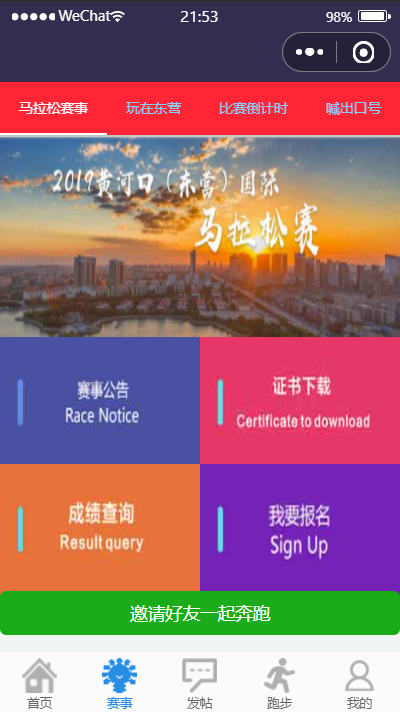 WeChat
21:53
98%
马拉松赛事
玩在东营
比赛倒计时
喊出口号
2019黄河口（东营）国际
马拉松赛
赛事公告
Race Notice
证书下载
Certificate to download
成绩查询
Result query
我要报名
Sign Up
邀请好友一起奔跑
首页
赛事
发帖
跑步
我的